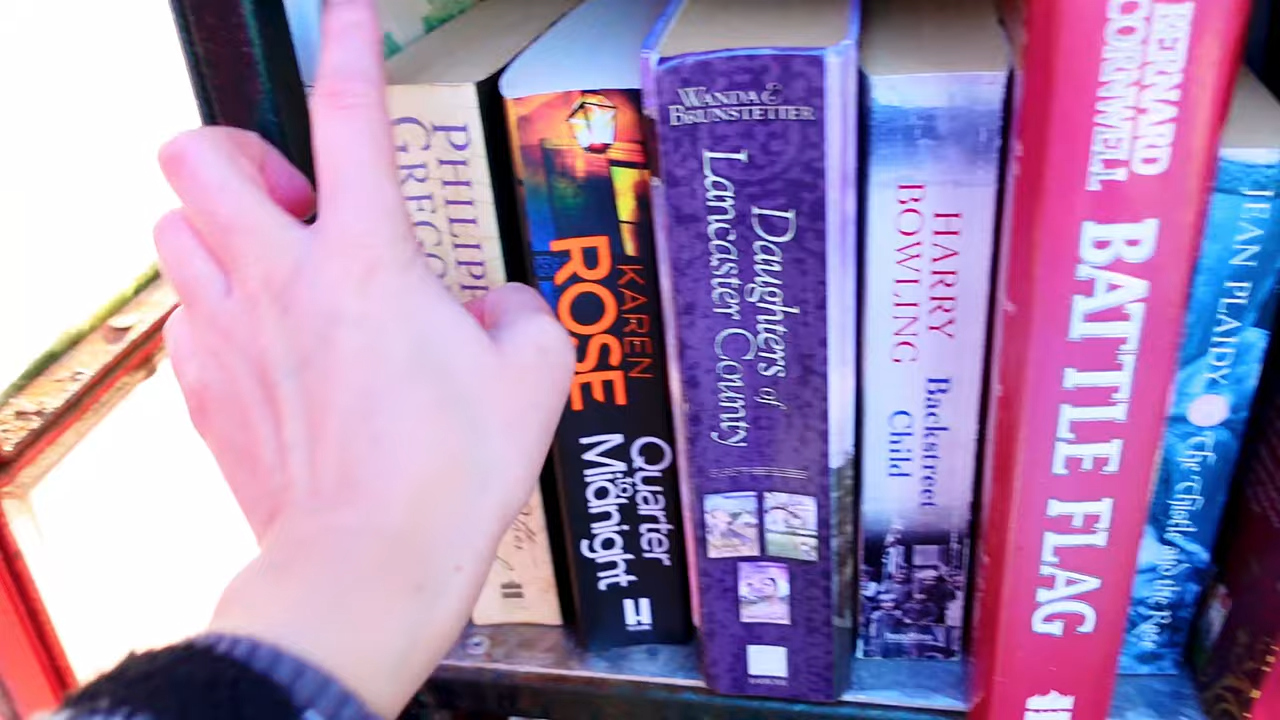 PHILIPPA
GREGO
KAREN
ROSE
Quarter
to
Midnight
WANDA E
BRUNSTETTER
Daughters of
Lancaster County
HARRY
BOWLING
Backstreet
Child
BERNARD
CORNWELL
BATTLE FLAG
JEAN PLAIDY
The Thistle and the Rose